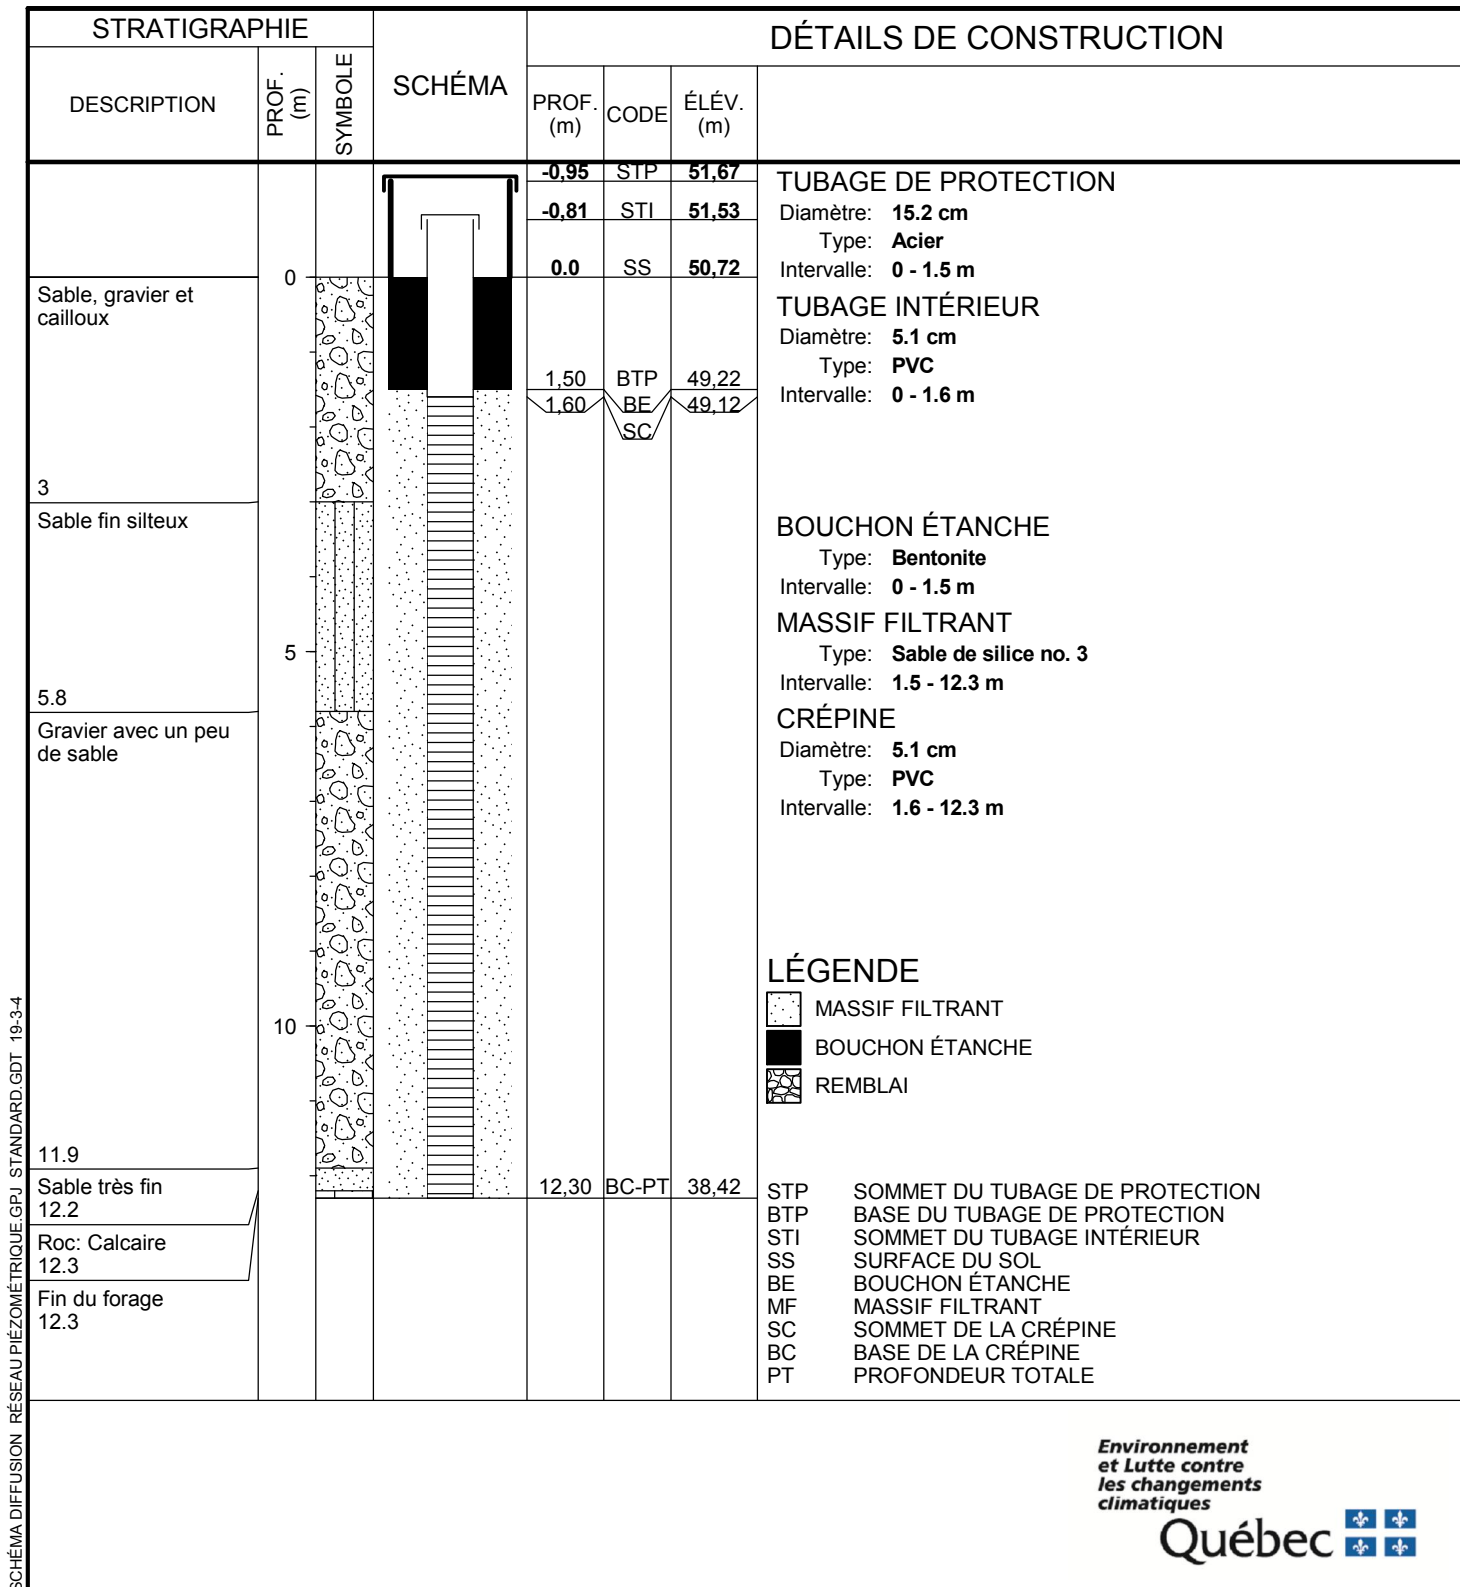 STRATIGRAPHIE
DESCRIPTION
PROF. (m)
SYMBOLE
SCHÉMA
DÉTAILS DE CONSTRUCTION
PROF. (m)
CODE
ÉLÉV. (m)
-0,95 STP 51,67
-0,81 STI 51,53
0.0 SS 50,72
1,50 BTP 49,22
1,60 BE 49,12
SC
12,30 BC-PT 38,42
0
5
10
Sable, gravier et
cailloux
3
Sable fin silteux
5.8
Gravier avec un peu
de sable
11.9
Sable très fin
12.2
Roc: Calcaire
12.3
Fin du forage
12.3
TUBAGE DE PROTECTION
Diamètre: 15.2 cm
Type: Acier
Intervalle: 0 - 1.5 m
TUBAGE INTÉRIEUR
Diamètre: 5.1 cm
Type: PVC
Intervalle: 0 - 1.6 m
BOUCHON ÉTANCHE
Type: Bentonite
Intervalle: 0 - 1.5 m
MASSIF FILTRANT
Type: Sable de silice no. 3
Intervalle: 1.5 - 12.3 m
CRÉPINE
Diamètre: 5.1 cm
Type: PVC
Intervalle: 1.6 - 12.3 m
LÉGENDE
MASSIF FILTRANT
BOUCHON ÉTANCHE
REMBLAI
STP SOMMET DU TUBAGE DE PROTECTION
BTP BASE DU TUBAGE DE PROTECTION
STI SOMMET DU TUBAGE INTÉRIEUR
SS SURFACE DU SOL
BE BOUCHON ÉTANCHE
MF MASSIF FILTRANT
SC SOMMET DE LA CRÉPINE
BC BASE DE LA CRÉPINE
PT PROFONDEUR TOTALE
SCHÉMA DIFFUSION RÉSEAU PIÉZOMÉTRIQUE.GPJ STANDARD.GDT 19-3-4
Environnement
et Lutte contre
les changements
climatiques
Québec